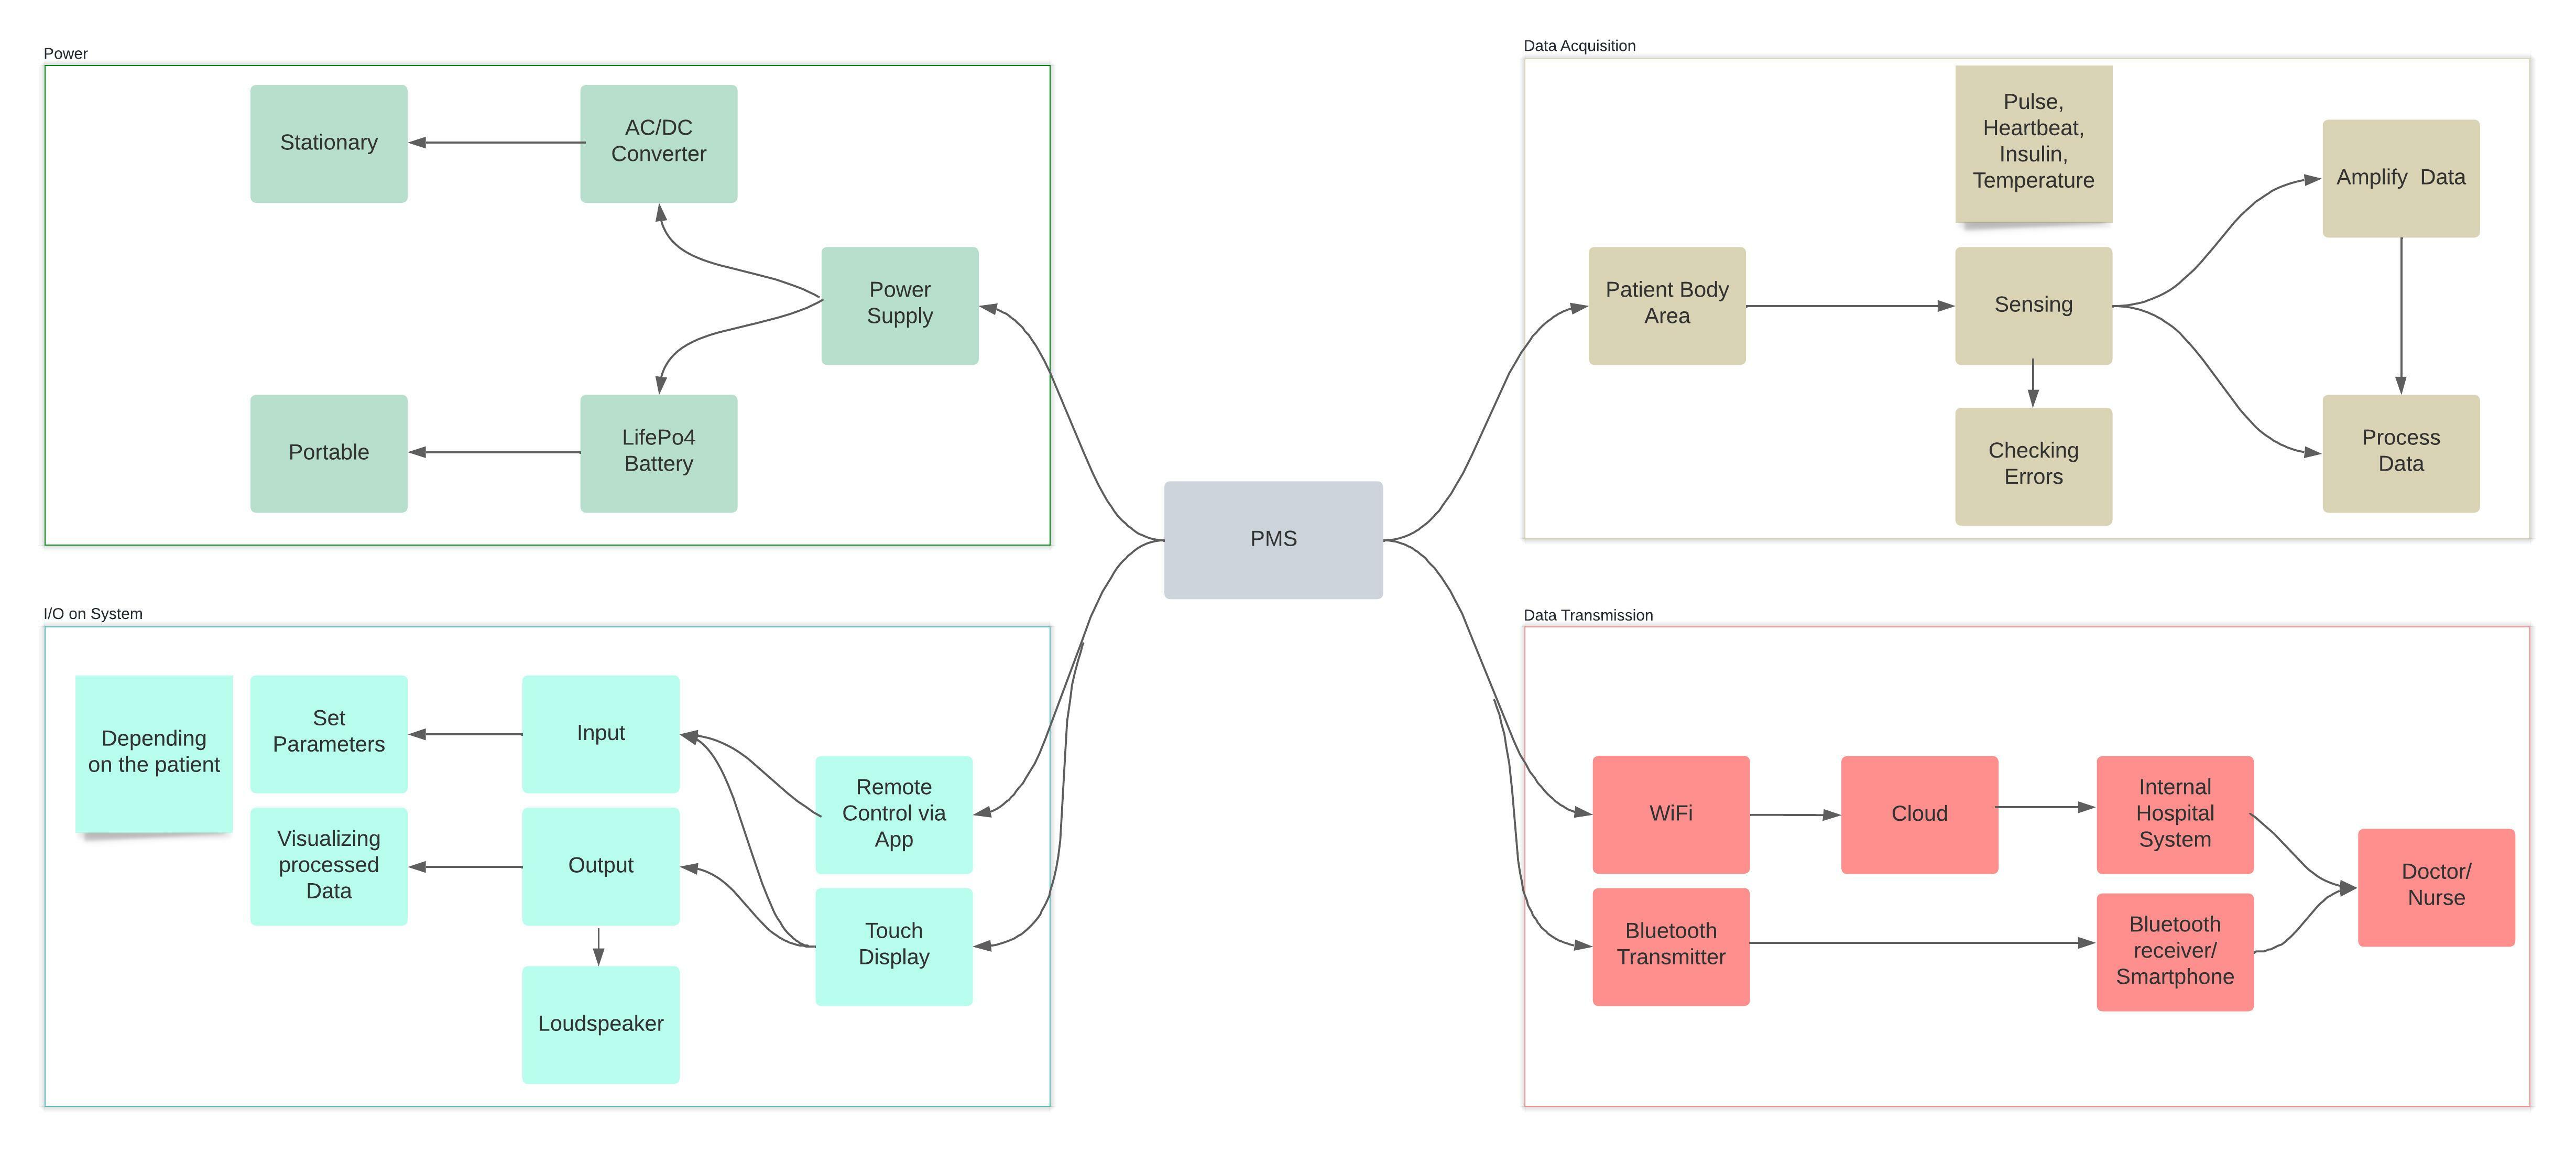 Power
Stationary
AC/DC
Converter
Power
Supply
Portable
LifePo4
Battery
Data Acquisition
Pulse,
Heartbeat,
Insulin,
Temperature
Amplify  Data
Patient Body
Area
Sensing
Checking
Errors
Process
Data
PMS
I/O on System
Depending
on the patient
Set
Parameters
Input
Remote
Control via
App
Visualizing
processed
Data
Output
Touch
Display
Loudspeaker
Data Transmission
WiFi
Cloud
Internal
Hospital
System
Doctor/
Nurse
Bluetooth
Transmitter
Bluetooth
receiver/
Smartphone